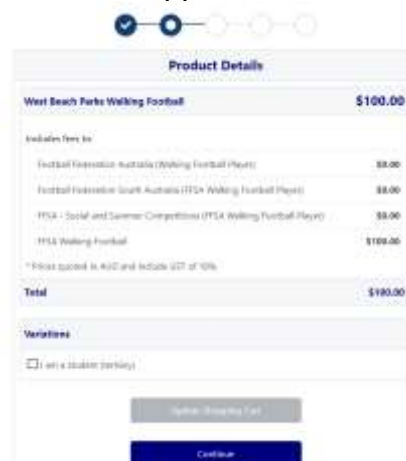 Product Details
West Beach Parks Walking Football $100.00
Includes fees to:
Football Federation Australia (Walking Football Player) $0.00
Football Federation South Australia (FFSA Walking Football Player) $0.00
FFSA - Social and Summer Competitions (FFSA Walking Football Player) $0.00
FFSA Walking Football $100.00
* Prices quoted in AUD and include GST of 10%
Total $100.00
Variations
I am a student (tertiary)
Update Shopping Cart
Continue